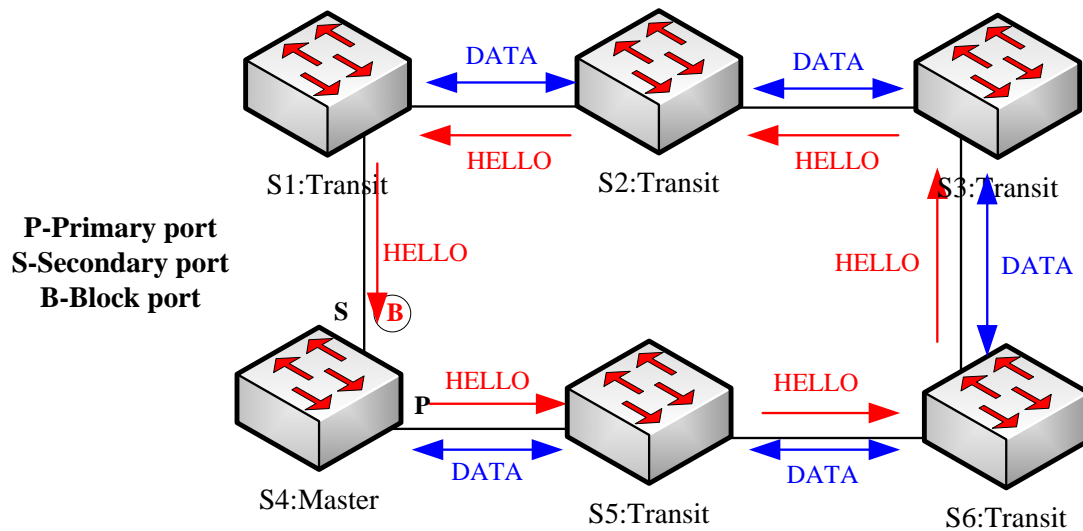 DATA
DATA
HELLO
HELLO
S1:Transit
S2:Transit
S3:Transit
P-Primary port
S-Secondary port
B-Block port
HELLO
HELLO
DATA
S
B
P
HELLO
HELLO
DATA
DATA
S4:Master
S5:Transit
S6:Transit